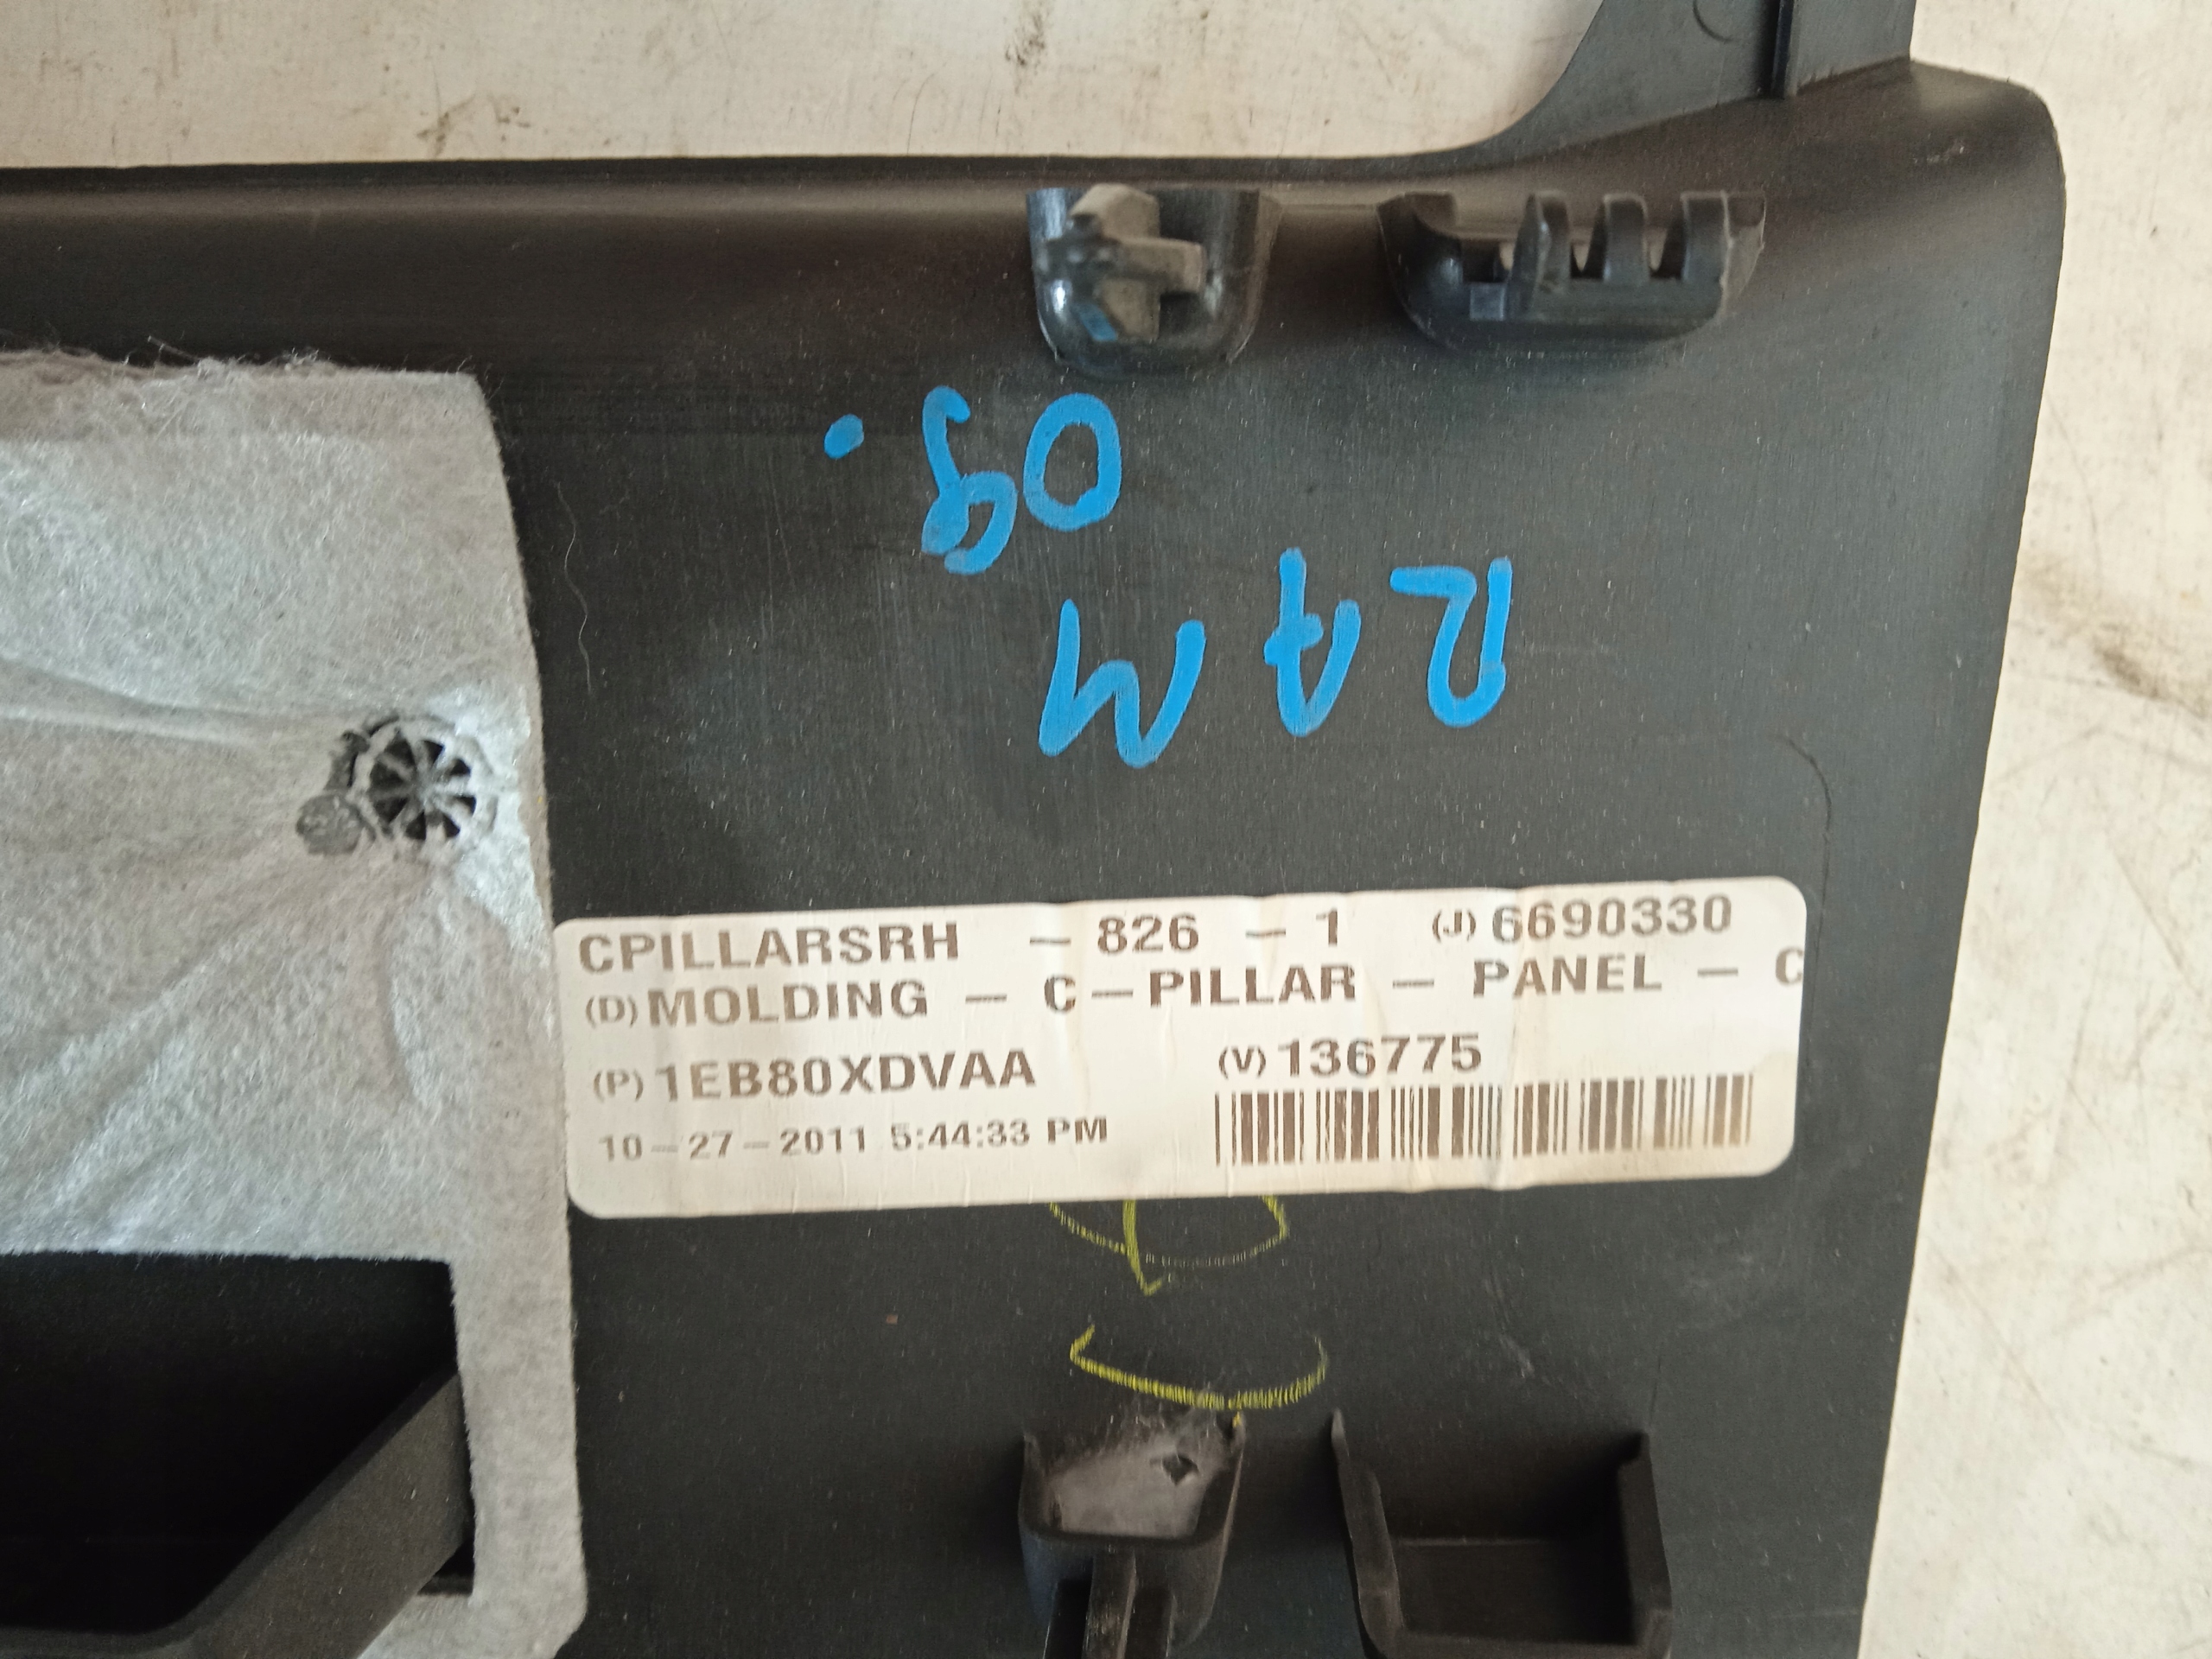 09.
RAM
CPILLARSRH - 826 - 1 (J) 6690330
(D) MOLDING - C-PILLAR - PANEL - C
(P) 1EB80XDVAA (V) 136775
10-27-2011 5:44:33 PM